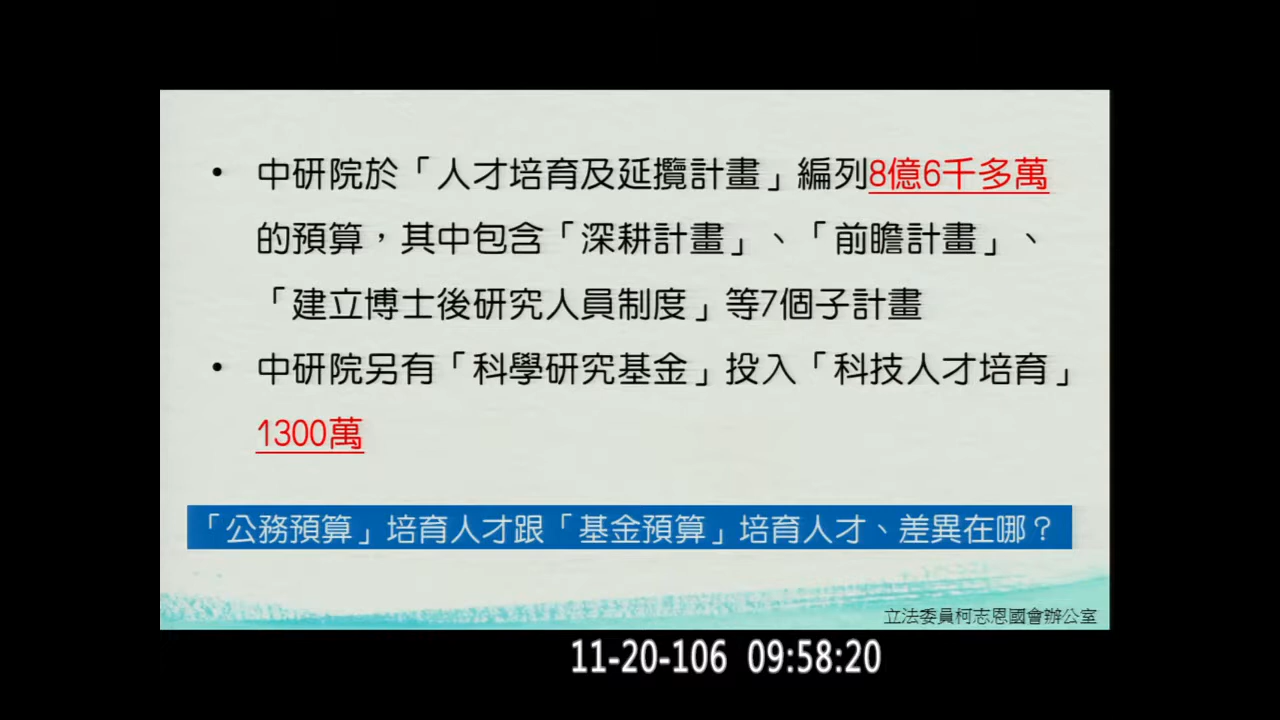 • 中研院於「人才培育及延攬計畫」編列8億6千多萬
的預算，其中包含「深耕計畫」、「前瞻計畫」、
「建立博士後研究人員制度」等7個子計畫
• 中研院另有「科學研究基金」投入「科技人才培育」
1300萬
「公務預算」培育人才跟「基金預算」培育人才、差異在哪？
立法委員柯志恩國會辦公室
11-20-106 09:58:20